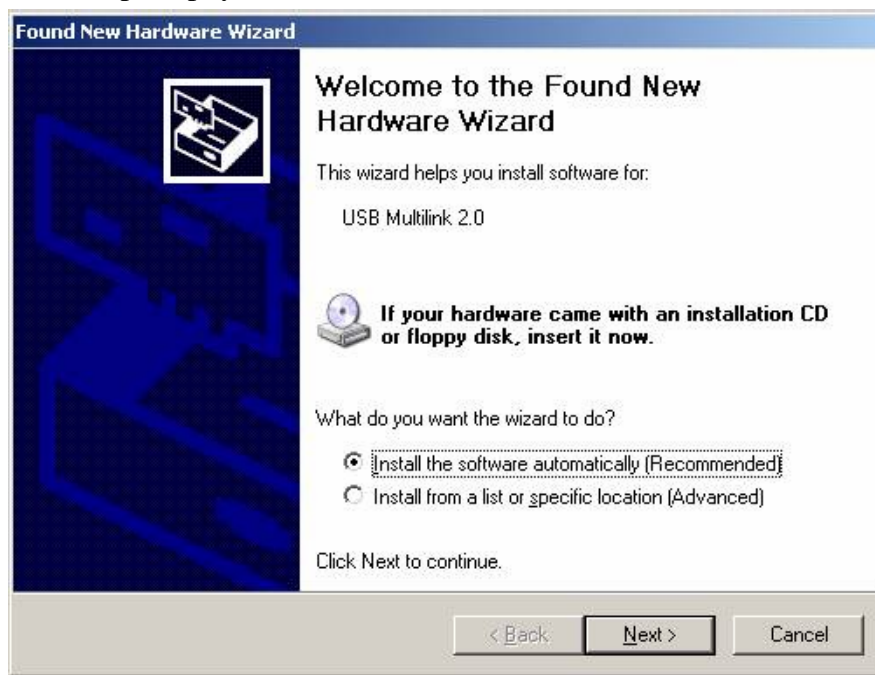 Found New Hardware Wizard
Welcome to the Found New
Hardware Wizard
This wizard helps you install software for:
USB Multilink 2.0
If your hardware came with an installation CD
or floppy disk, insert it now.
What do you want the wizard to do?
Install the software automatically (Recommended)
Install from a list or specific location (Advanced)
Click Next to continue.
< Back
Next >
Cancel